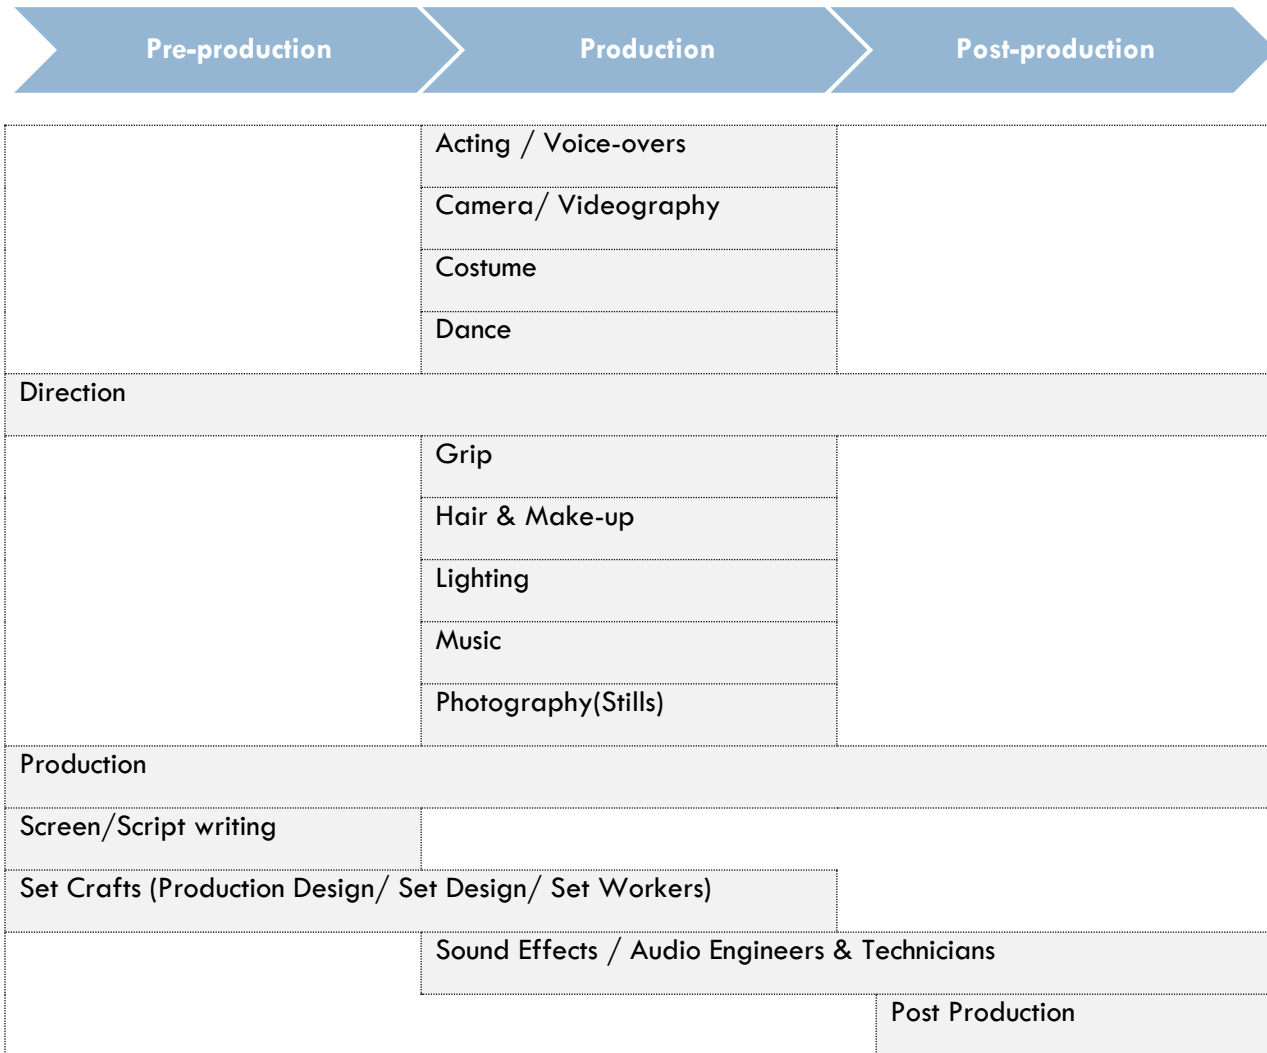 Pre-production
Production
Post-production
Acting / Voice-overs
Camera/ Videography
Costume
Dance
Direction
Grip
Hair & Make-up
Lighting
Music
Photography(Stills)
Production
Screen/Script writing
Set Crafts (Production Design/ Set Design/ Set Workers)
Sound Effects / Audio Engineers & Technicians
Post Production